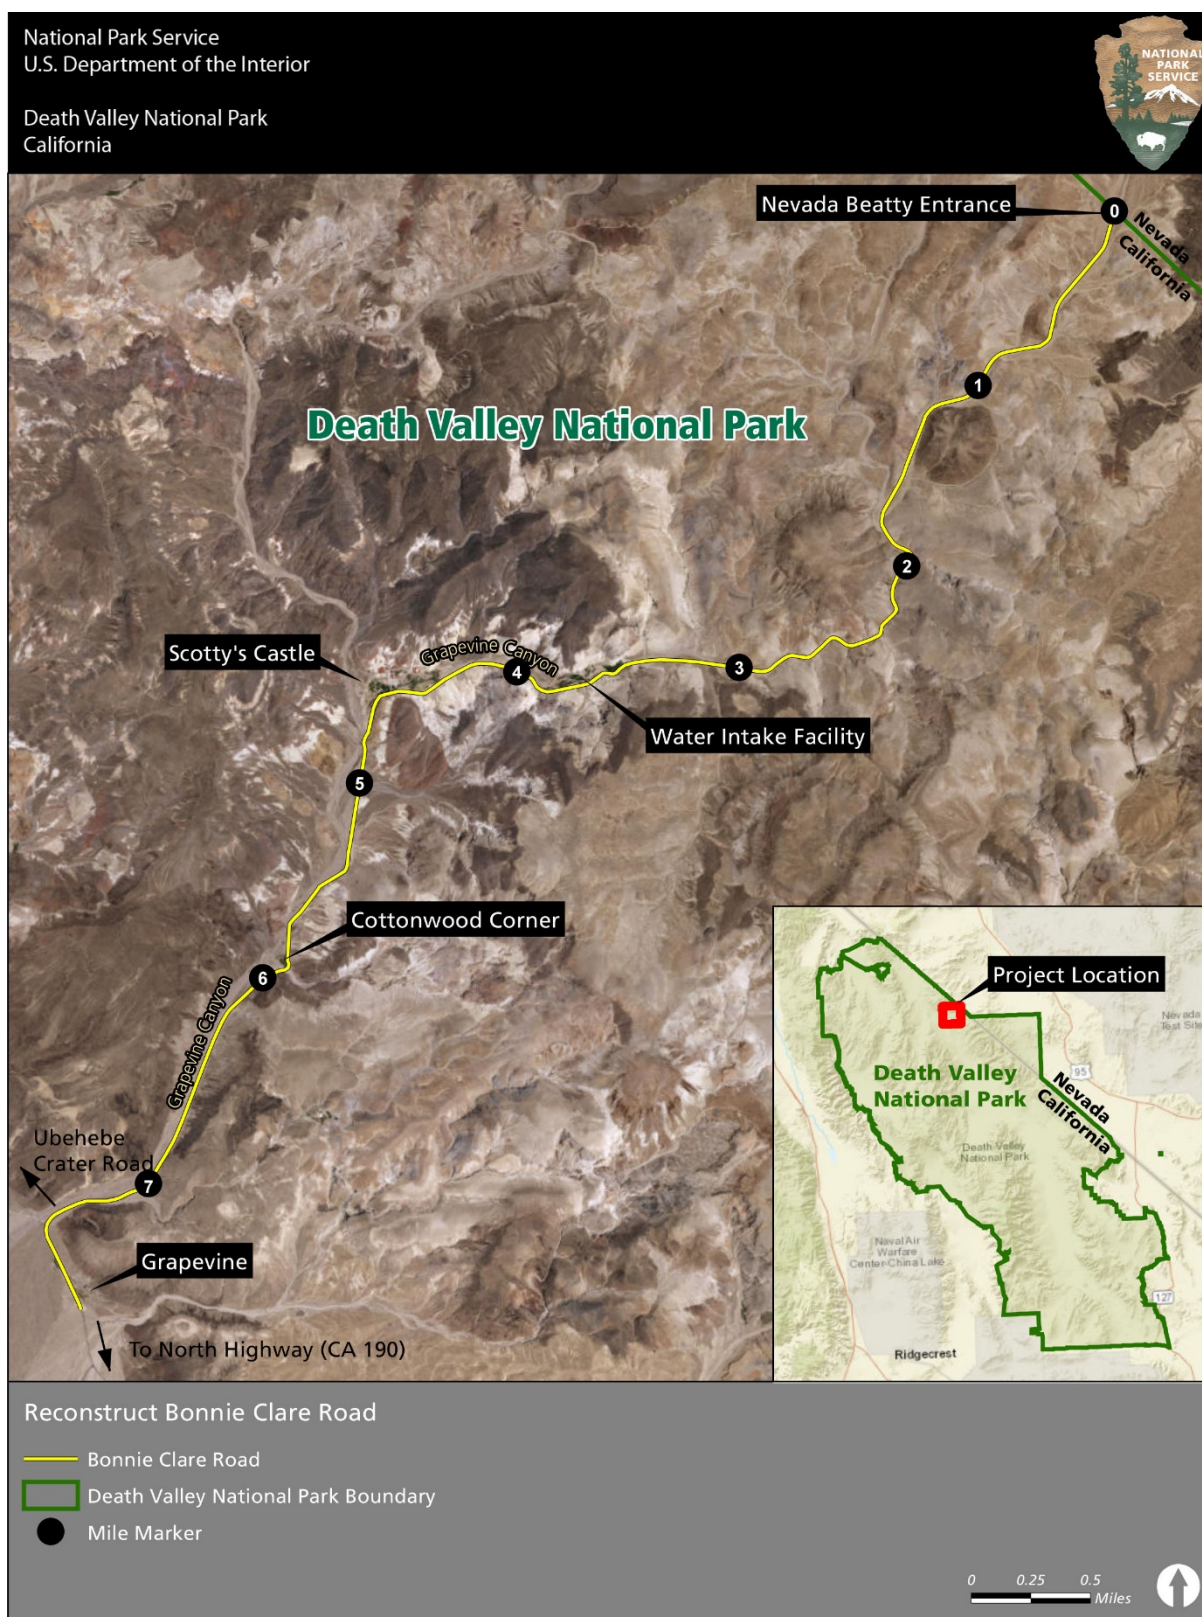 National Park Service
U.S. Department of the Interior
Death Valley National Park
California
NATIONAL
PARK
SERVICE
Nevada Beatty Entrance
0
Nevada
California
1
Death Valley National Park
2
Scotty's Castle
Grapevine Canyon
4
3
Water Intake Facility
5
Cottonwood Corner
6
Grapevine Canyon
Ubehebe
Crater Road
7
Grapevine
To North Highway (CA 190)
Project Location
Nevada
Test Site
95
Death Valley
National Park
Nevada
California
Death Valley
National Park
Naval Air
Warfare
Center China Lake
127
Ridgecrest
Reconstruct Bonnie Clare Road
Bonnie Clare Road
Death Valley National Park Boundary
Mile Marker
0 0.25 0.5
Miles